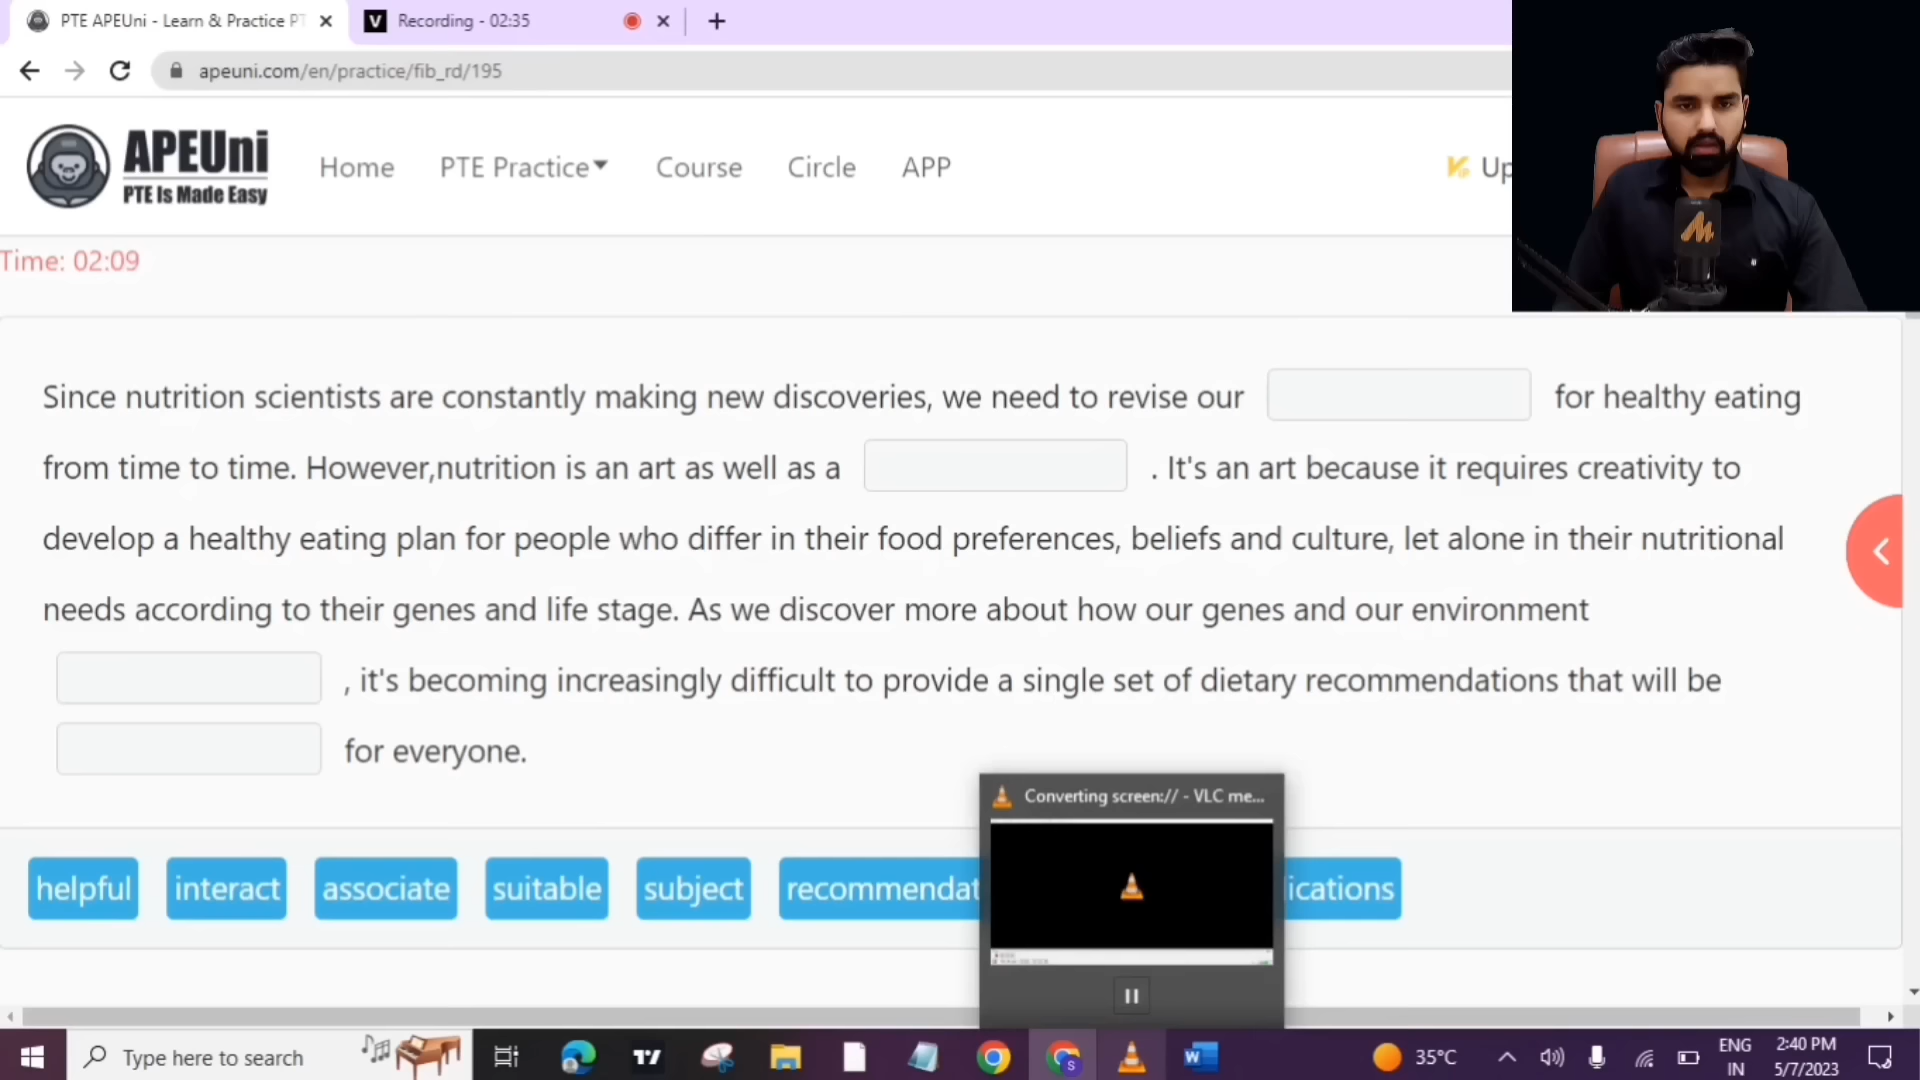 PTE APEUni - Learn & Practice PT
V Recording - 02:35
apeuni.com/en/practice/fib_rd/195
APEUni
PTE Is Made Easy
Home PTE Practice Course Circle APP Up
Time: 02:09
Since nutrition scientists are constantly making new discoveries, we need to revise our for healthy eating
from time to time. However,nutrition is an art as well as a . It's an art because it requires creativity to
develop a healthy eating plan for people who differ in their food preferences, beliefs and culture, let alone in their nutritional
needs according to their genes and life stage. As we discover more about how our genes and our environment
, it's becoming increasingly difficult to provide a single set of dietary recommendations that will be
for everyone.
Converting screen:// - VLC me...
helpful interact associate suitable subject recommendat ications
Type here to search
35°C
ENG
IN
2:40 PM
5/7/2023